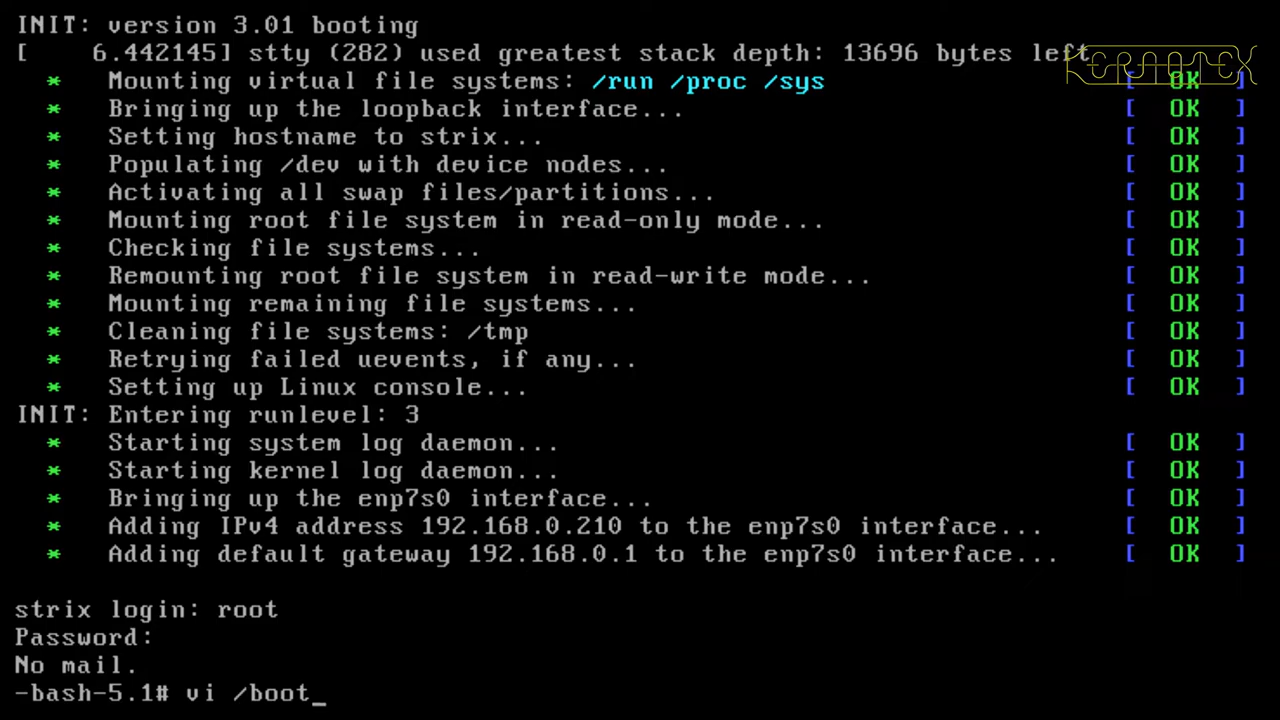 INIT: version 3.01 booting
[    6.442145] stty (282) used greatest stack depth: 13696 bytes left
KERNOTEX
* Mounting virtual file systems: /run /proc /sys [ OK ]
* Bringing up the loopback interface... [ OK ]
* Setting hostname to strix... [ OK ]
* Populating /dev with device nodes... [ OK ]
* Activating all swap files/partitions... [ OK ]
* Mounting root file system in read-only mode... [ OK ]
* Checking file systems... [ OK ]
* Remounting root file system in read-write mode... [ OK ]
* Mounting remaining file systems... [ OK ]
* Cleaning file systems: /tmp [ OK ]
* Retrying failed uevents, if any... [ OK ]
* Setting up Linux console... [ OK ]
INIT: Entering runlevel: 3
* Starting system log daemon... [ OK ]
* Starting kernel log daemon... [ OK ]
* Bringing up the enp7s0 interface... [ OK ]
* Adding IPv4 address 192.168.0.210 to the enp7s0 interface... [ OK ]
* Adding default gateway 192.168.0.1 to the enp7s0 interface... [ OK ]
strix login: root
Password:
No mail.
-bash-5.1# vi /boot_